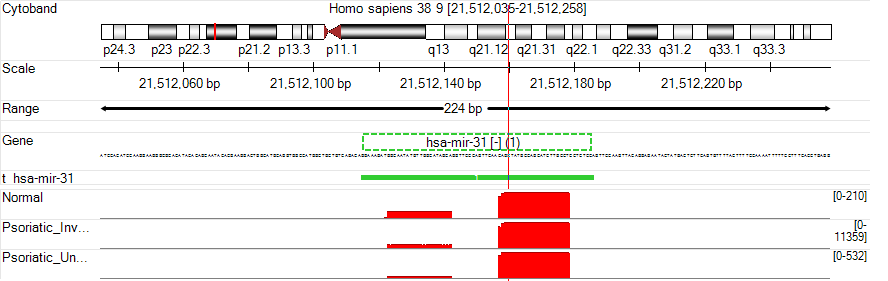 Cytoband
Homo sapiens 38 9 [21,512,035-21,512,258]
p24.3 p23 p22.3 p21.2 p13.3 p11.1 q13 q21.12 q21.31 q22.1 q22.33 q31.2 q33.1 q33.3
Scale
21,512,060 bp 21,512,100 bp 21,512,140 bp 21,512,180 bp 21,512,220 bp
Range
224 bp
Gene
hsa-mir-31 [-] (1)
t hsa-mir-31
Normal
[0-210]
Psoriatic_Inv...
[0-
11359]
Psoriatic_Un...
[0-532]